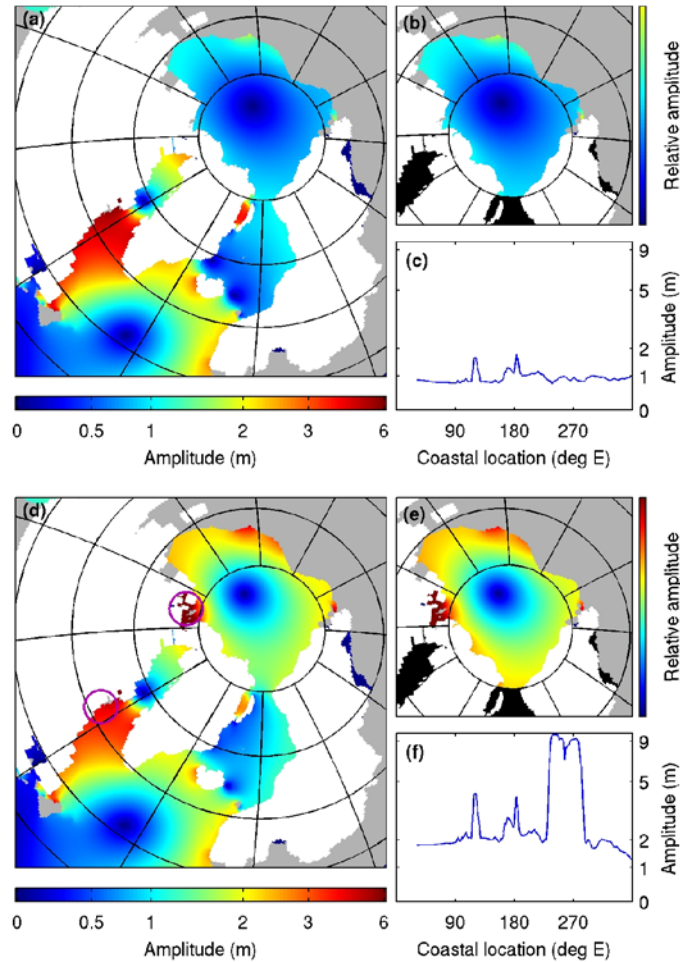 (a)
(b)
Relative amplitude
(c)
9
5
2
1
0
Amplitude (m)
90 180 270
Coastal location (deg E)
0 0.5 1 2 3 6
Amplitude (m)
(d)
(e)
Relative amplitude
(f)
9
5
2
1
0
Amplitude (m)
90 180 270
Coastal location (deg E)
0 0.5 1 2 3 6
Amplitude (m)